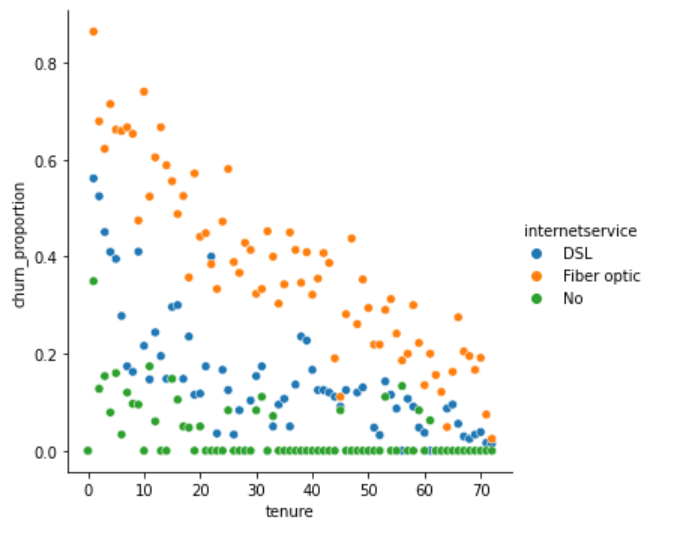 0.8
0.6
0.4
0.2
0.0
churn_proportion
0 10 20 30 40 50 60 70
tenure
internetservice
DSL
Fiber optic
No